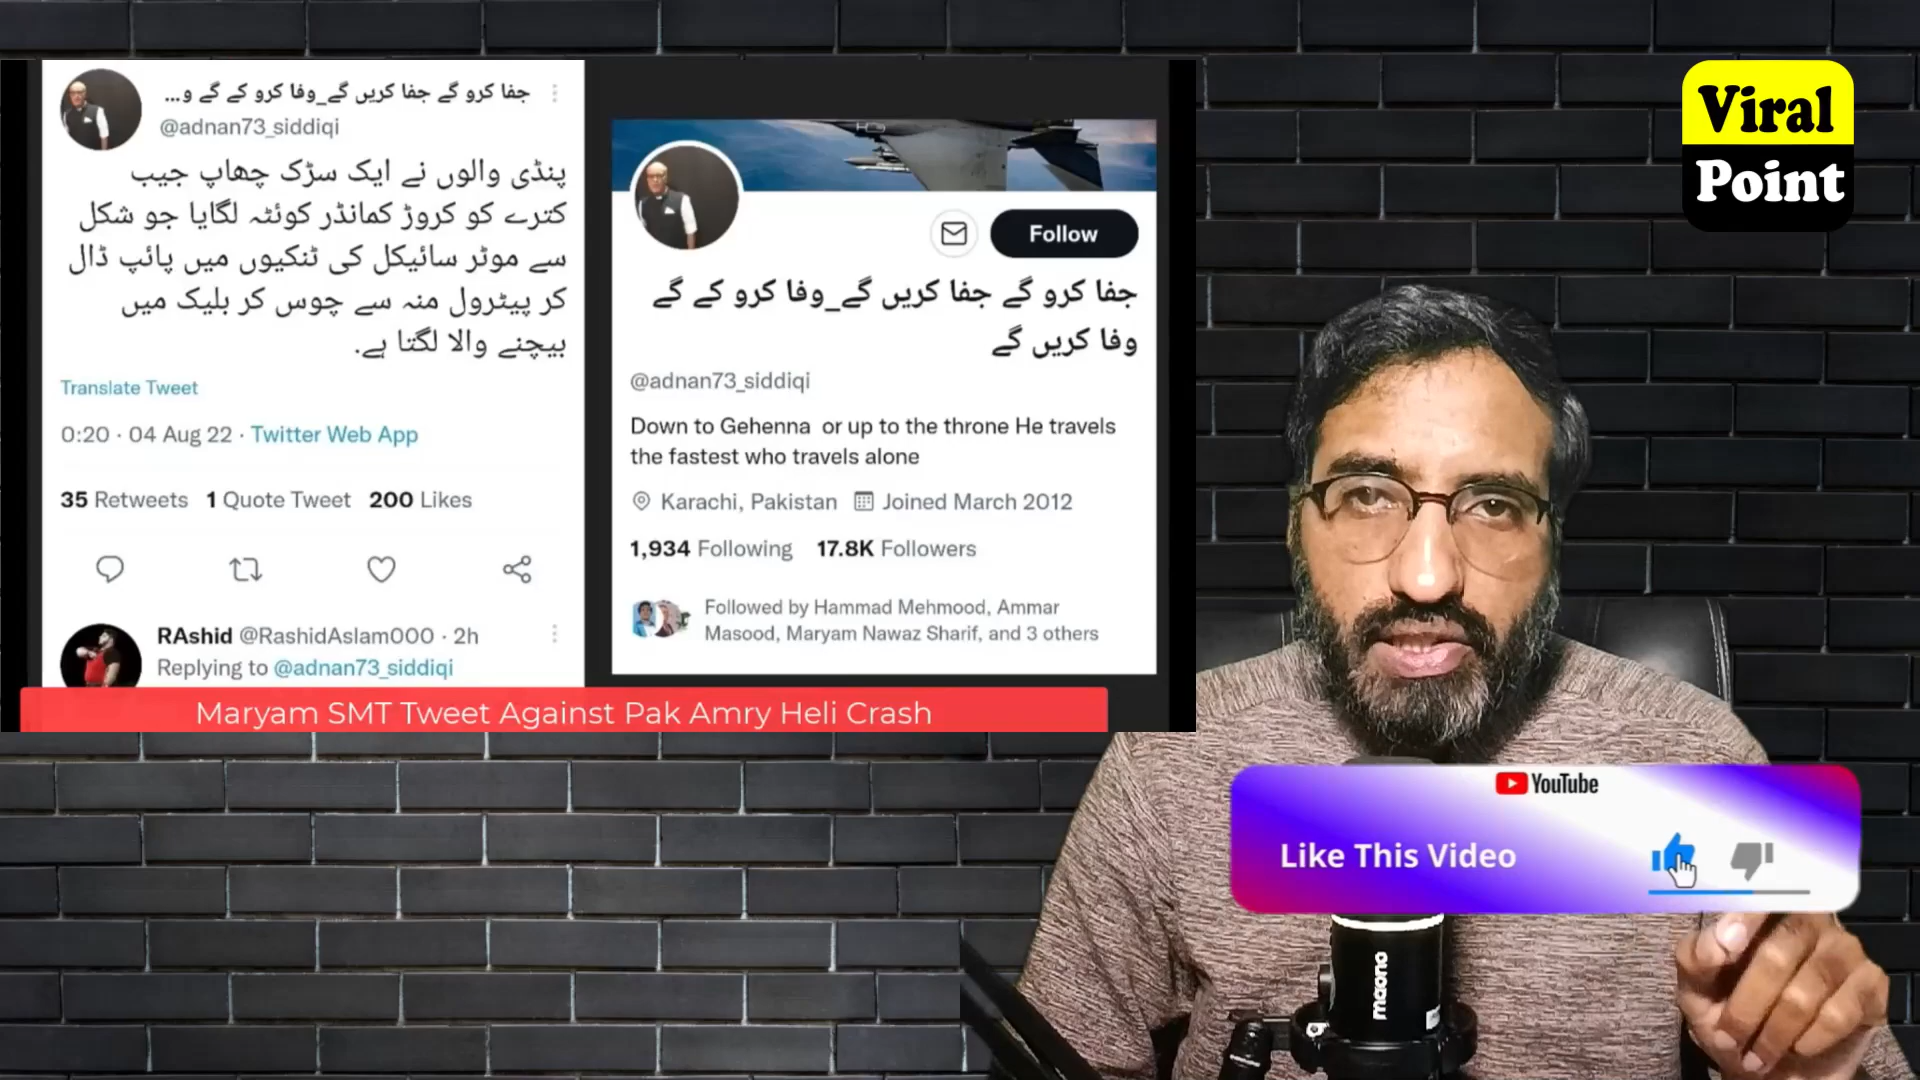 جفا کرو گے جفا کریں گے_وفا کرو کے گے و...
@adnan73_siddiqi
پنڈی والوں نے ایک سڑک چھاپ جیب
کترے کو کروڑ کمانڈر کوئٹہ لگایا جو شکل
سے موٹر سائیکل کی ٹنکیوں میں پائپ ڈال
کر پیٹرول منہ سے چوس کر بلیک میں
بیچنے والا لگتا ہے.
Translate Tweet
0:20 · 04 Aug 22 · Twitter Web App
35 Retweets 1 Quote Tweet 200 Likes
RAshid @RashidAslam000 · 2h
Replying to @adnan73_siddiqi
Follow
جفا کرو گے جفا کریں گے_وفا کرو کے گے
وفا کریں گے
@adnan73_siddiqi
Down to Gehenna or up to the throne He travels
the fastest who travels alone
Karachi, Pakistan Joined March 2012
1,934 Following 17.8K Followers
Followed by Hammad Mehmood, Ammar
Masood, Maryam Nawaz Sharif, and 3 others
Maryam SMT Tweet Against Pak Amry Heli Crash
Viral
Point
YouTube
Like This Video
maono